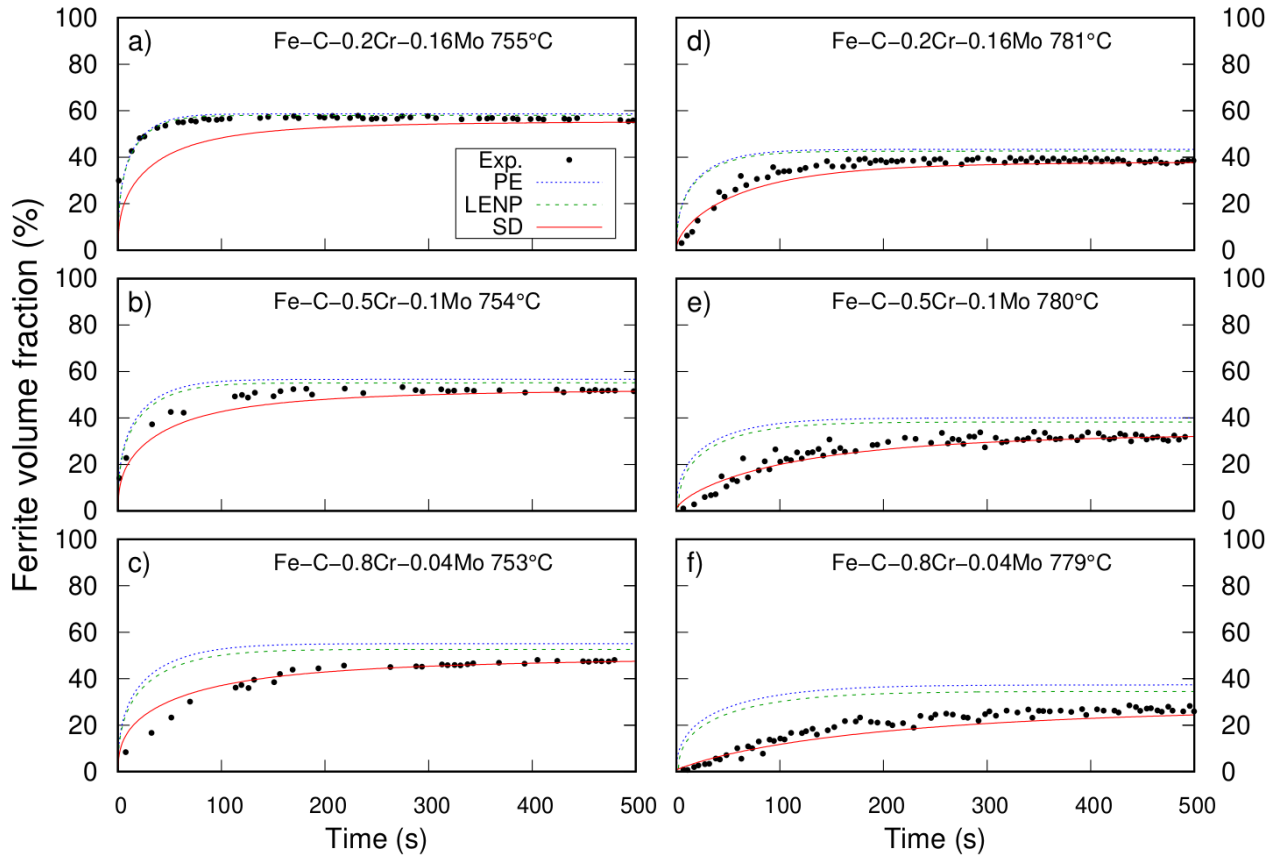 Ferrite volume fraction (%)
a)
Fe−C−0.2Cr−0.16Mo 755°C
100
80
60
40
20
0
Exp.
PE
LENP
SD
d)
Fe−C−0.2Cr−0.16Mo 781°C
100
80
60
40
20
0
b)
Fe−C−0.5Cr−0.1Mo 754°C
100
80
60
40
20
0
e)
Fe−C−0.5Cr−0.1Mo 780°C
100
80
60
40
20
0
c)
Fe−C−0.8Cr−0.04Mo 753°C
100
80
60
40
20
0
0 100 200 300 400 500
Time (s)
f)
Fe−C−0.8Cr−0.04Mo 779°C
100
80
60
40
20
0
0 100 200 300 400 500
Time (s)